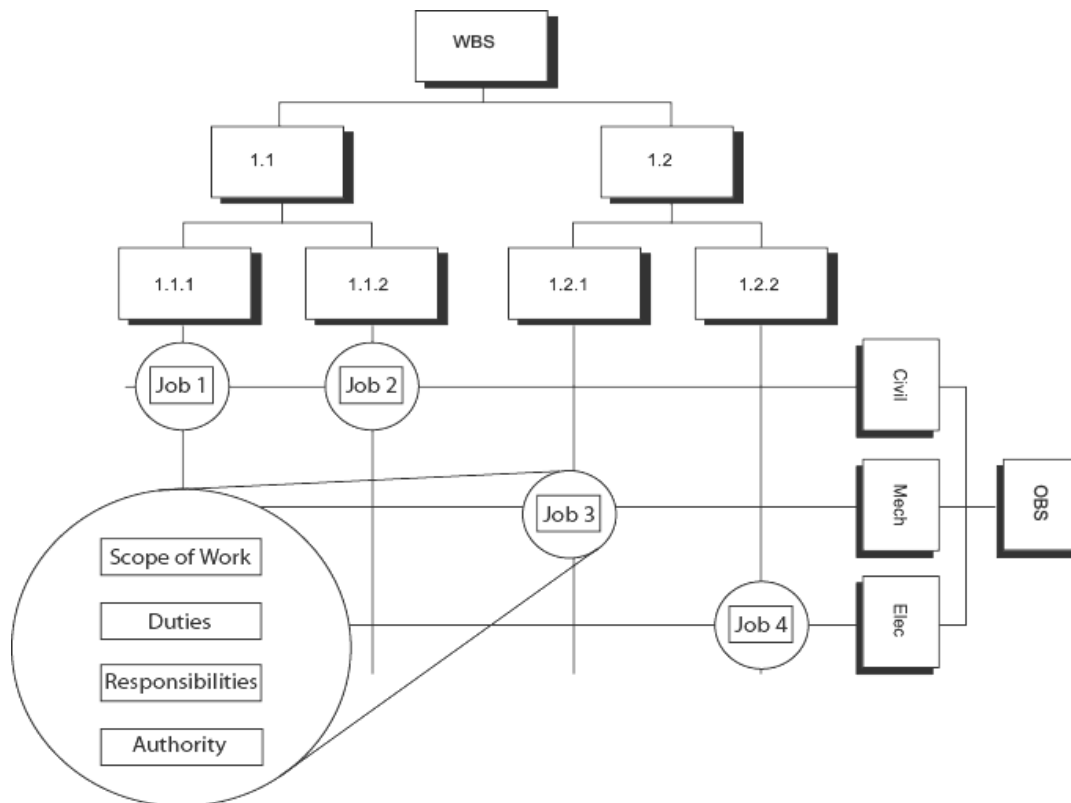 WBS
1.1
1.2
1.1.1
1.1.2
1.2.1
1.2.2
Job 1
Job 2
Civil
Job 3
Mech
OBS
Scope of Work
Duties
Job 4
Elec
Responsibilities
Authority